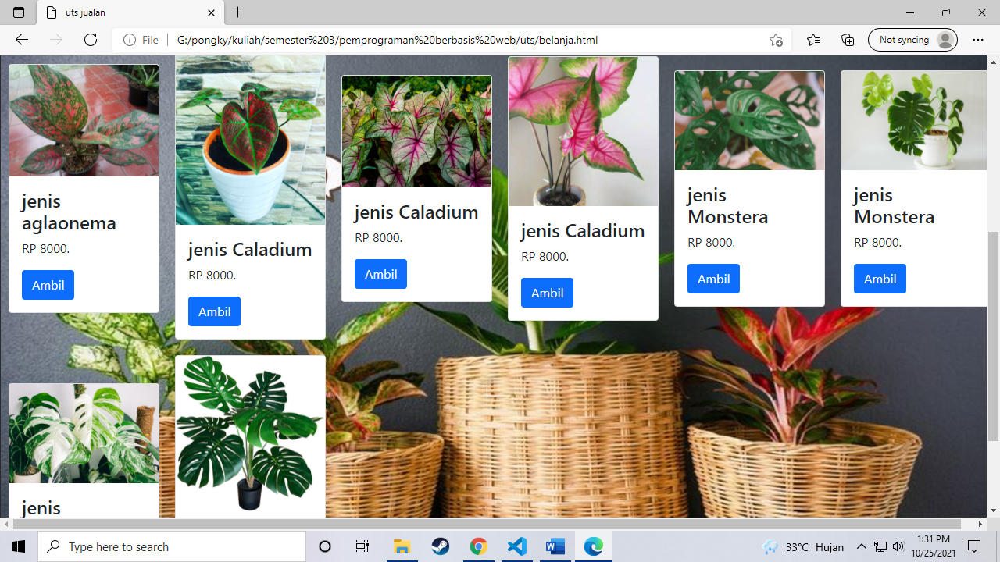 uts jualan
File
G:/pongky/kuliah/semester%203/pemprograman%20berbasis%20web/uts/belanja.html
Not syncing
jenis
aglaonema
RP 8000.
Ambil
jenis Caladium
RP 8000.
Ambil
jenis Caladium
RP 8000.
Ambil
jenis Caladium
RP 8000.
Ambil
jenis
Monstera
RP 8000.
Ambil
jenis
Monstera
RP 8000.
Ambil
jenis
Type here to search
33°C Hujan
1:31 PM
10/25/2021